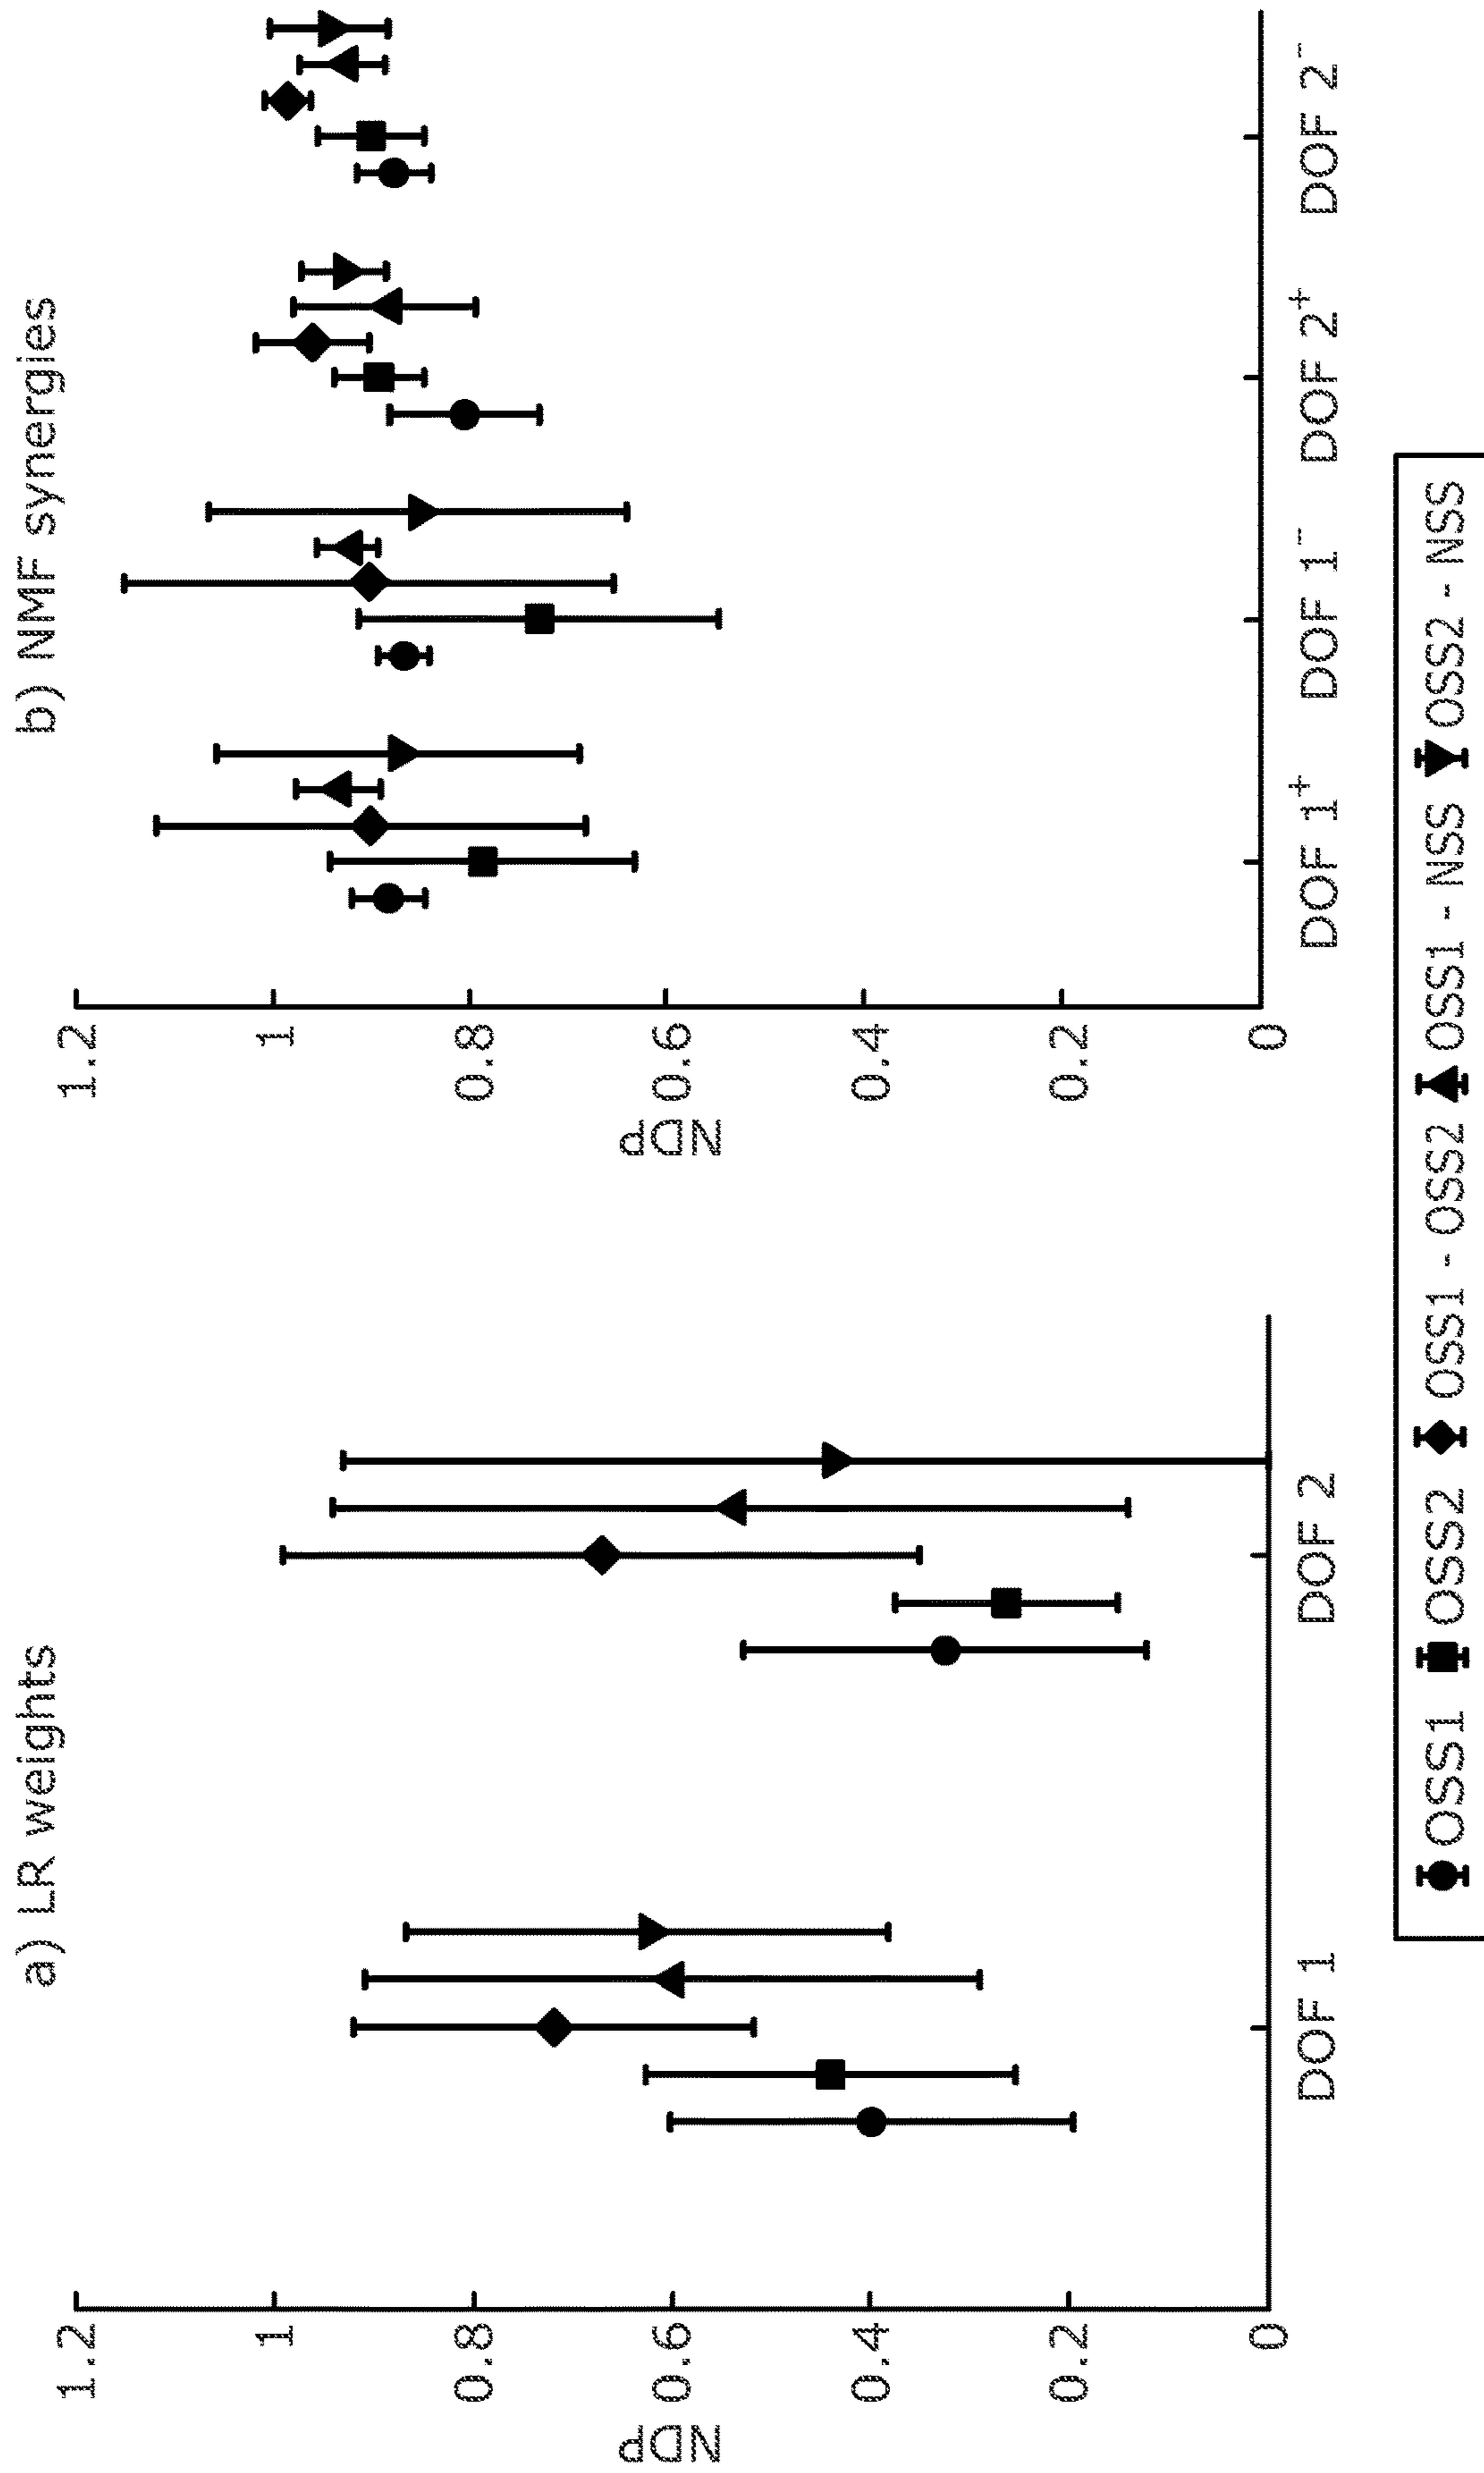 a) LR weights
1.2
1
0.8
0.6
0.4
0.2
0
NDP
DOF 1
DOF 2
b) NMF synergies
1.2
1
0.8
0.6
0.4
0.2
0
NDP
DOF 1⁺
DOF 1⁻
DOF 2⁺
DOF 2⁻
OSS1 OSS2 OSS1 - OSS2 OSS1 - NSS OSS2 - NSS